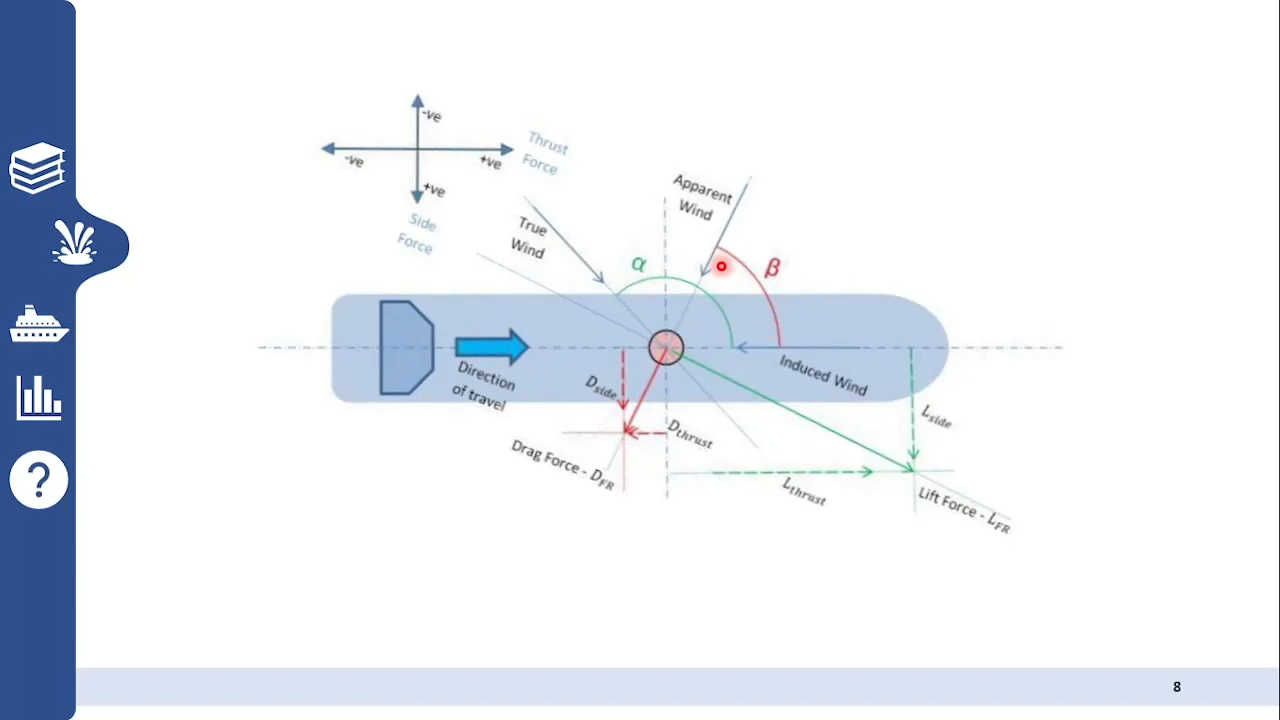 -ve
-ve
+ve
+ve
Thrust
Force
Side
Force
True
Wind
Apparent
Wind
α
β
Direction
of travel
Induced Wind
D_side
D_thrust
Drag Force - D_FR
L_side
L_thrust
Lift Force - L_FR
?
8